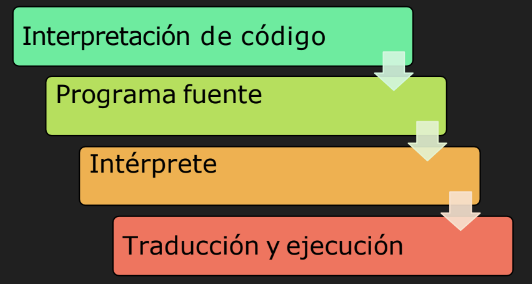 Interpretación de código
Programa fuente
Intérprete
Traducción y ejecución